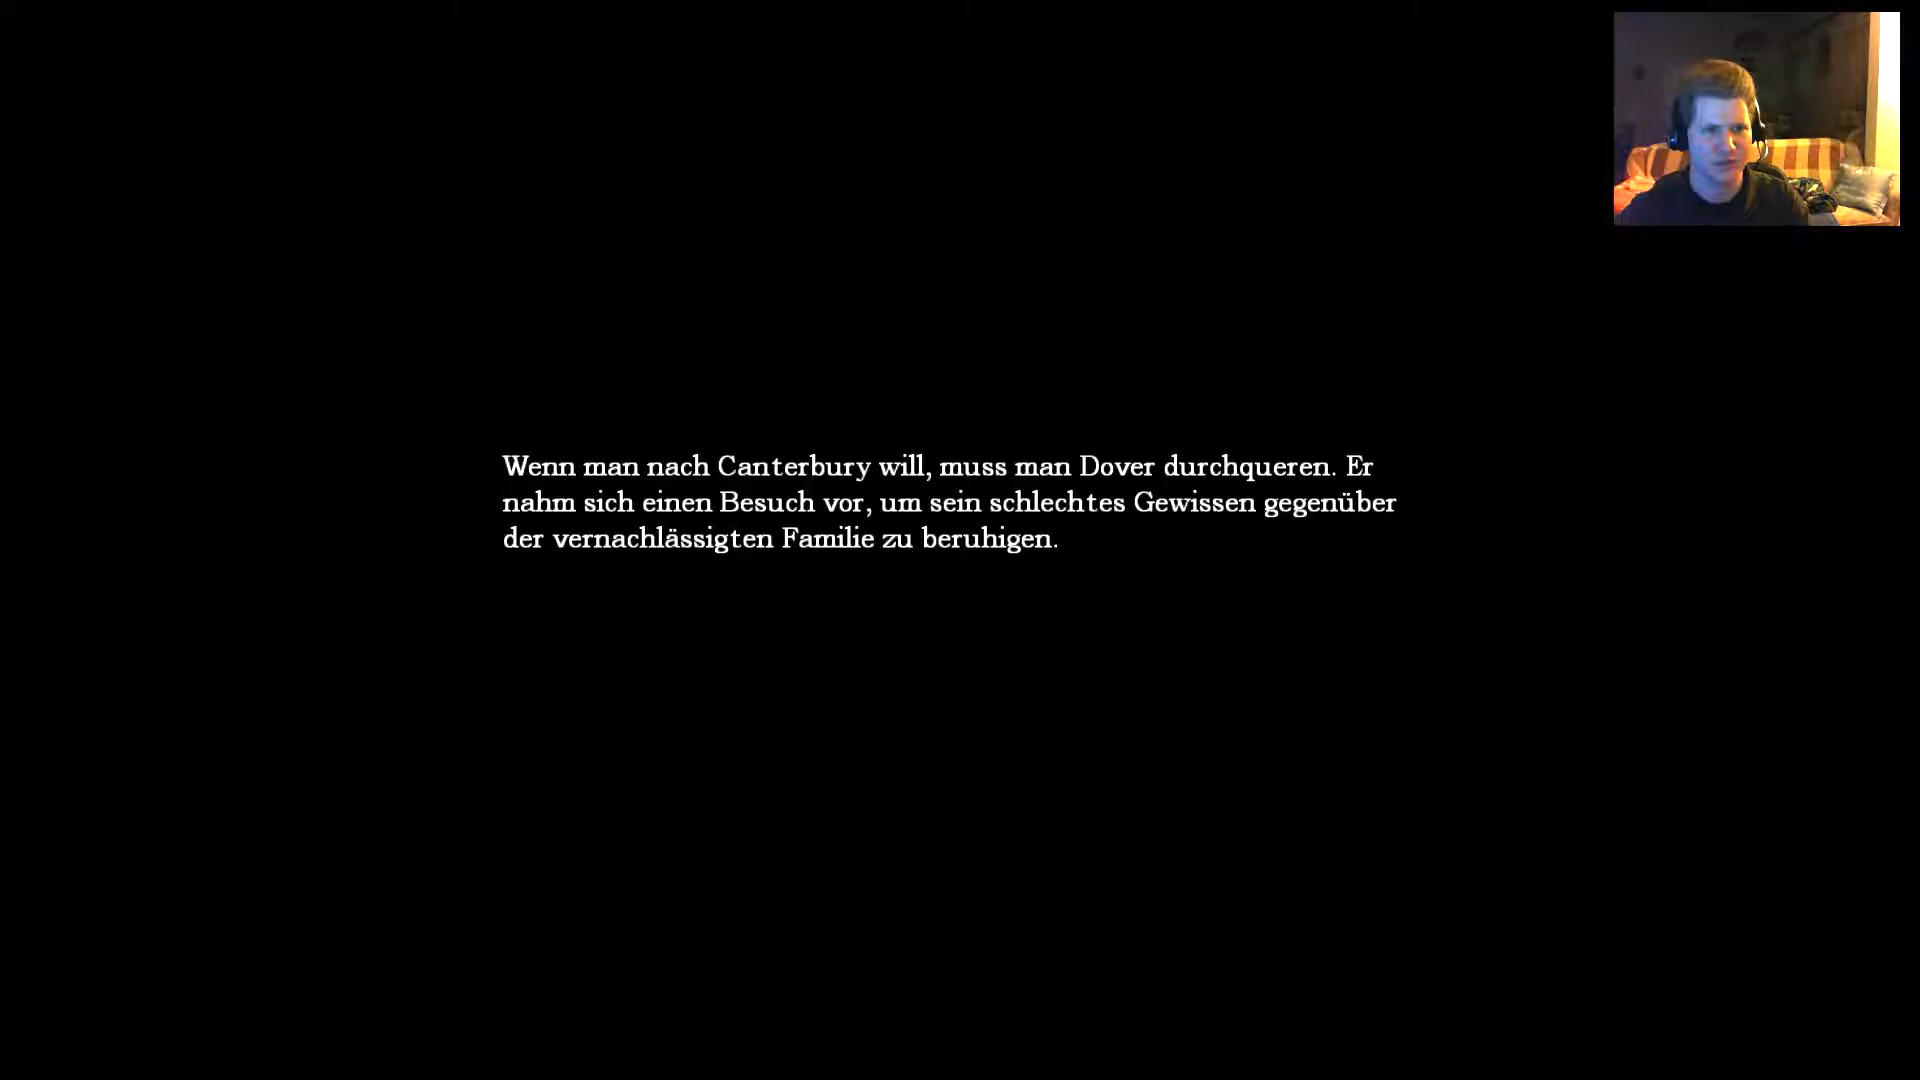 Wenn man nach Canterbury will, muss man Dover durchqueren. Er
nahm sich einen Besuch vor, um sein schlechtes Gewissen gegenüber
der vernachlässigten Familie zu beruhigen.